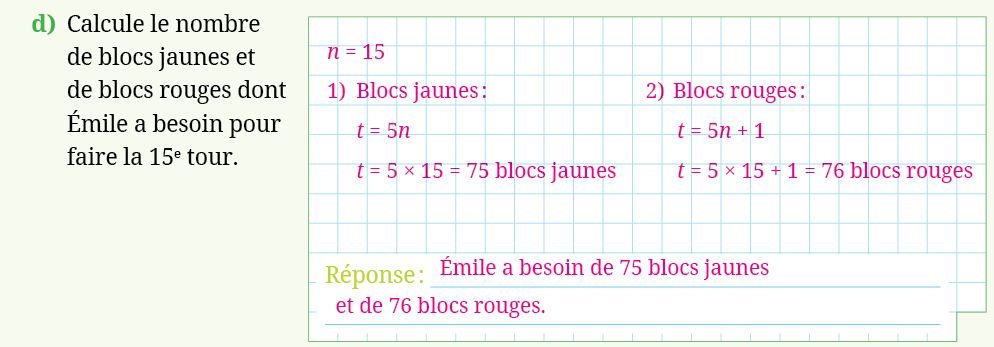 d) Calcule le nombre
de blocs jaunes et
de blocs rouges dont
Émile a besoin pour
faire la 15e tour.
n = 15
1) Blocs jaunes :
t = 5n
t = 5 × 15 = 75 blocs jaunes
2) Blocs rouges :
t = 5n + 1
t = 5 × 15 + 1 = 76 blocs rouges
Réponse : Émile a besoin de 75 blocs jaunes
et de 76 blocs rouges.